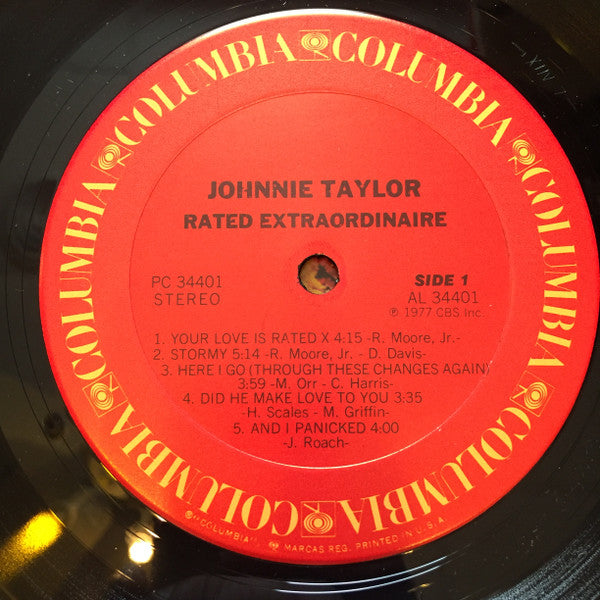 COLUMBIA COLUMBIA COLUMBIA COLUMBIA COLUMBIA COLUMBIA
JOHNNIE TAYLOR
RATED EXTRAORDINAIRE
PC 34401
STEREO
SIDE 1
AL 34401
℗ 1977 CBS Inc.
1. YOUR LOVE IS RATED X 4:15 -R. Moore, Jr.-
2. STORMY 5:14 -R. Moore, Jr. - D. Davis-
3. HERE I GO (THROUGH THESE CHANGES AGAIN)
3:59 -M. Orr - C. Harris-
4. DID HE MAKE LOVE TO YOU 3:35
-H. Scales - M. Griffin-
5. AND I PANICKED 4:00
-J. Roach-
®"COLUMBIA", MARCAS REG. PRINTED IN U.S.A.